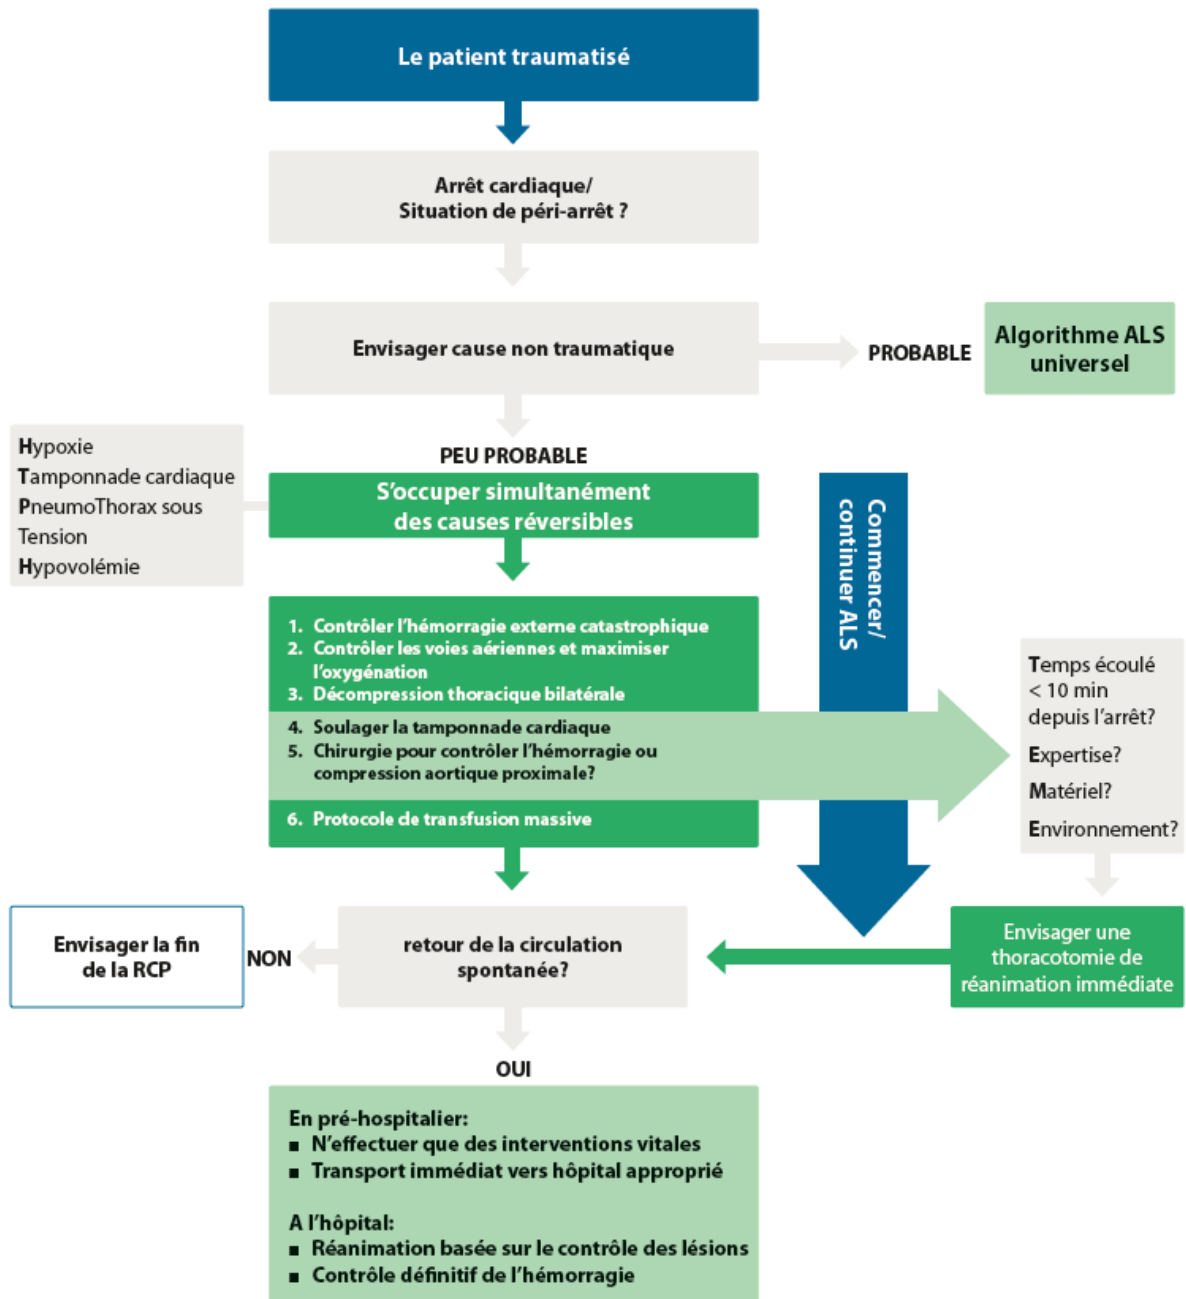 Le patient traumatisé
Arrêt cardiaque/
Situation de péri-arrêt ?
Envisager cause non traumatique
PROBABLE
Algorithme ALS
universel
PEU PROBABLE
Hypoxie
Tamponnade cardiaque
PneumoThorax sous
Tension
Hypovolémie
S'occuper simultanément
des causes réversibles
Commencer/
continuer ALS
1. Contrôler l'hémorragie externe catastrophique
2. Contrôler les voies aériennes et maximiser
l'oxygénation
3. Décompression thoracique bilatérale
4. Soulager la tamponnade cardiaque
5. Chirurgie pour contrôler l'hémorragie ou
compression aortique proximale?
6. Protocole de transfusion massive
Temps écoulé
< 10 min
depuis l'arrêt?
Expertise?
Matériel?
Environnement?
Envisager une
thoracotomie de
réanimation immédiate
retour de la circulation
spontanée?
NON
Envisager la fin
de la RCP
OUI
En pré-hospitalier:
■ N'effectuer que des interventions vitales
■ Transport immédiat vers hôpital approprié
A l'hôpital:
■ Réanimation basée sur le contrôle des lésions
■ Contrôle définitif de l'hémorragie